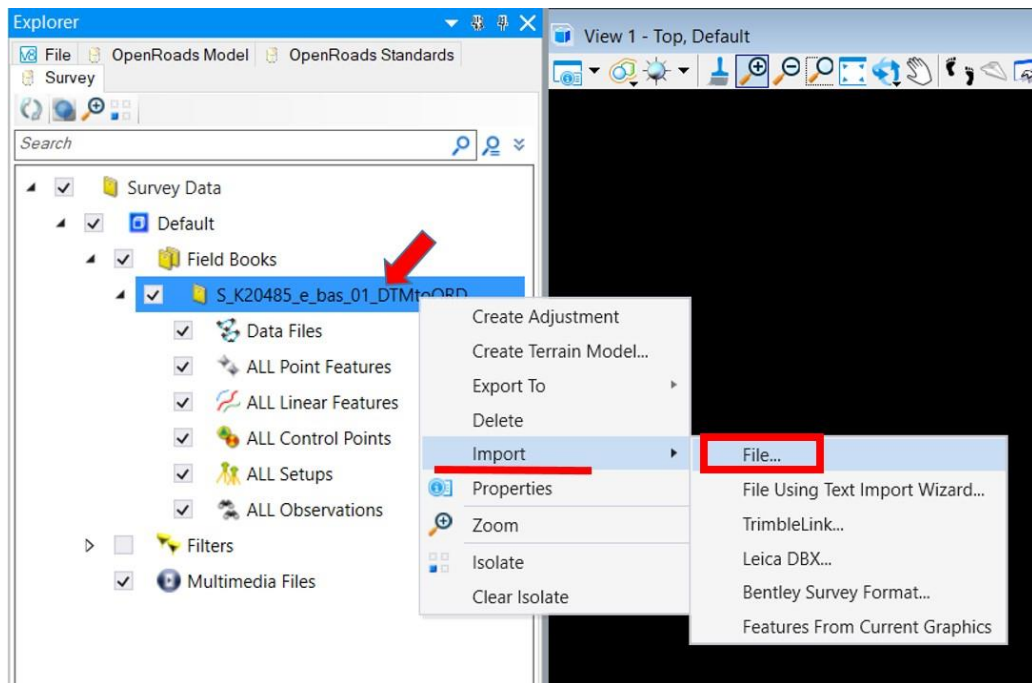 Explorer
View 1 - Top, Default
File
OpenRoads Model
OpenRoads Standards
Survey
Search
Survey Data
Default
Field Books
S_K20485_e_bas_01_DTMtoORD
Data Files
ALL Point Features
ALL Linear Features
ALL Control Points
ALL Setups
ALL Observations
Filters
Multimedia Files
Create Adjustment
Create Terrain Model...
Export To
Delete
Import
Properties
Zoom
Isolate
Clear Isolate
File...
File Using Text Import Wizard...
TrimbleLink...
Leica DBX...
Bentley Survey Format...
Features From Current Graphics